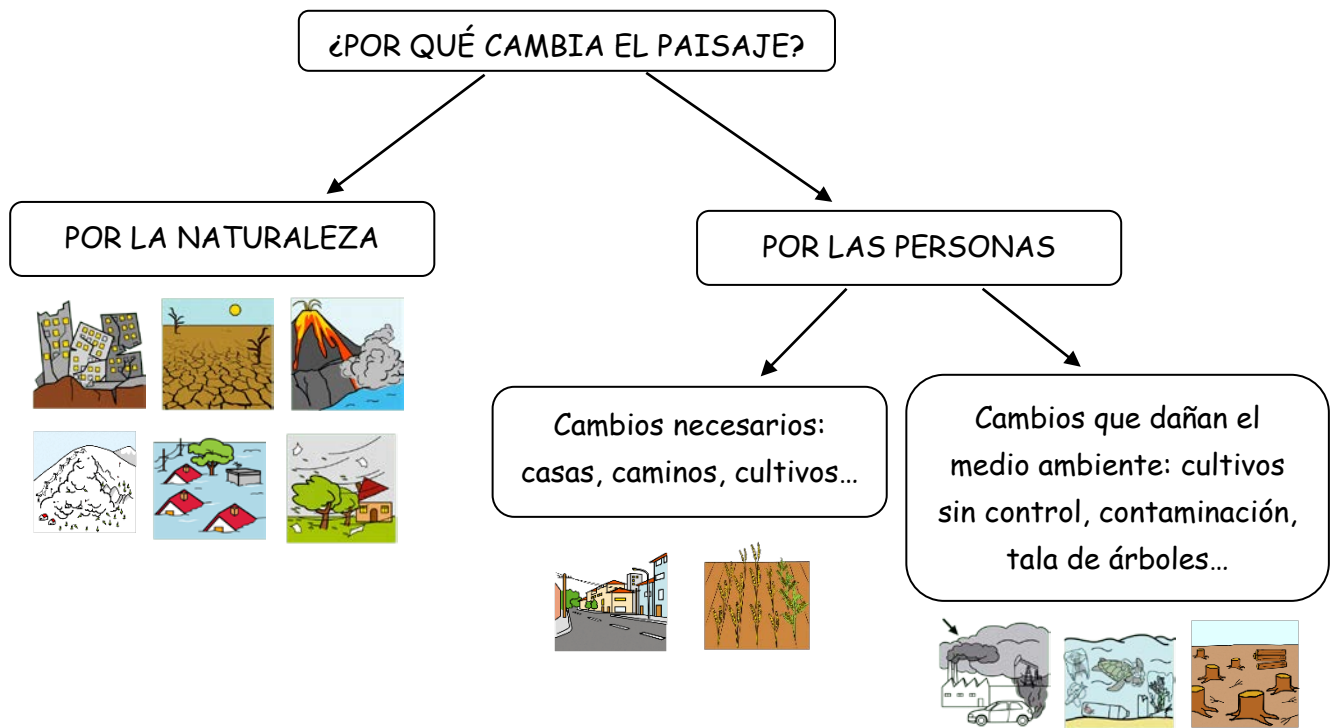 ¿POR QUÉ CAMBIA EL PAISAJE?
POR LA NATURALEZA
POR LAS PERSONAS
Cambios necesarios:
casas, caminos, cultivos…
Cambios que dañan el
medio ambiente: cultivos
sin control, contaminación,
tala de árboles…